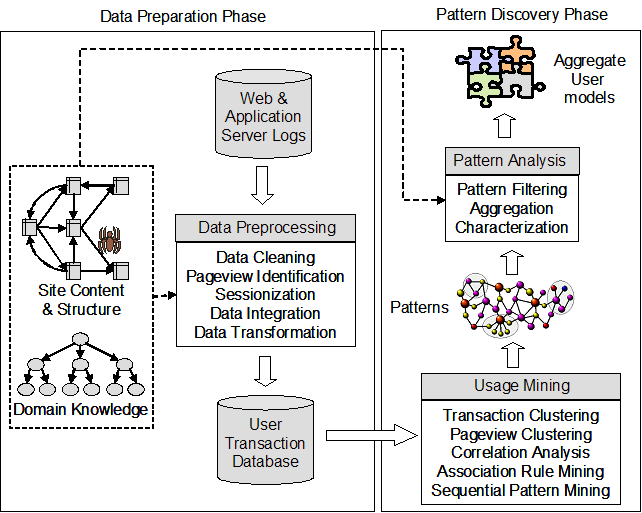 Data Preparation Phase
Pattern Discovery Phase
Web &
Application
Server Logs
Site Content
& Structure
Domain Knowledge
Data Preprocessing
Data Cleaning
Pageview Identification
Sessionization
Data Integration
Data Transformation
User
Transaction
Database
Aggregate
User
models
Pattern Analysis
Pattern Filtering
Aggregation
Characterization
Patterns
Usage Mining
Transaction Clustering
Pageview Clustering
Correlation Analysis
Association Rule Mining
Sequential Pattern Mining